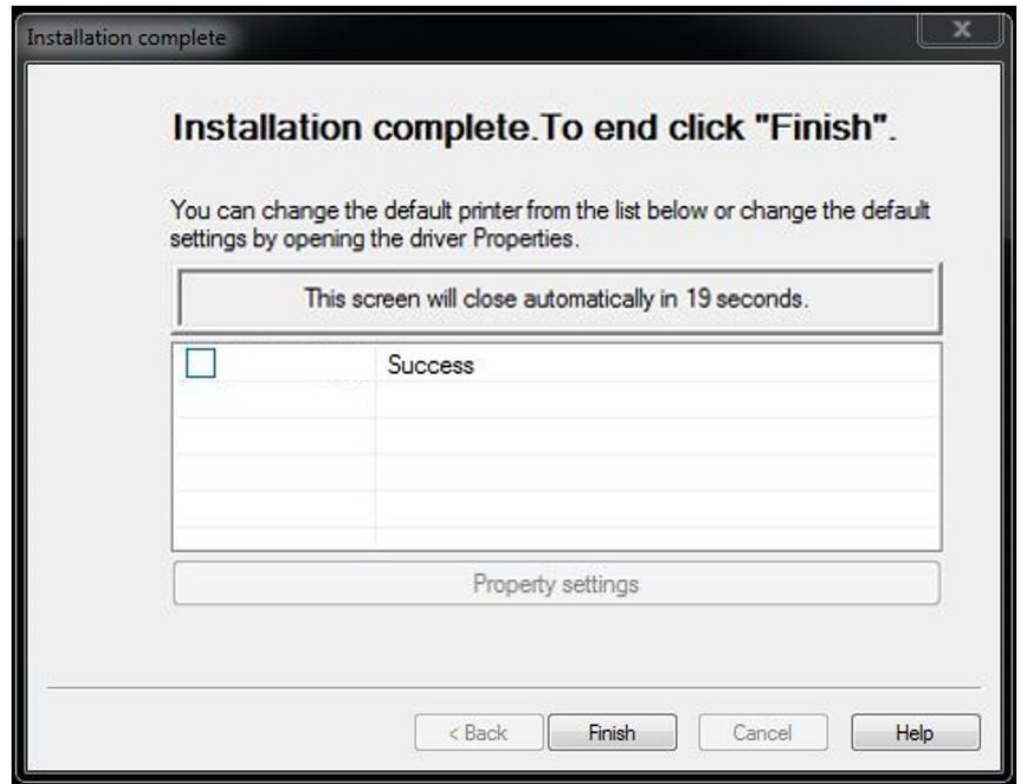 Installation complete
Installation complete.To end click "Finish".
You can change the default printer from the list below or change the default
settings by opening the driver Properties.
This screen will close automatically in 19 seconds.
Success
Property settings
< Back
Finish
Cancel
Help